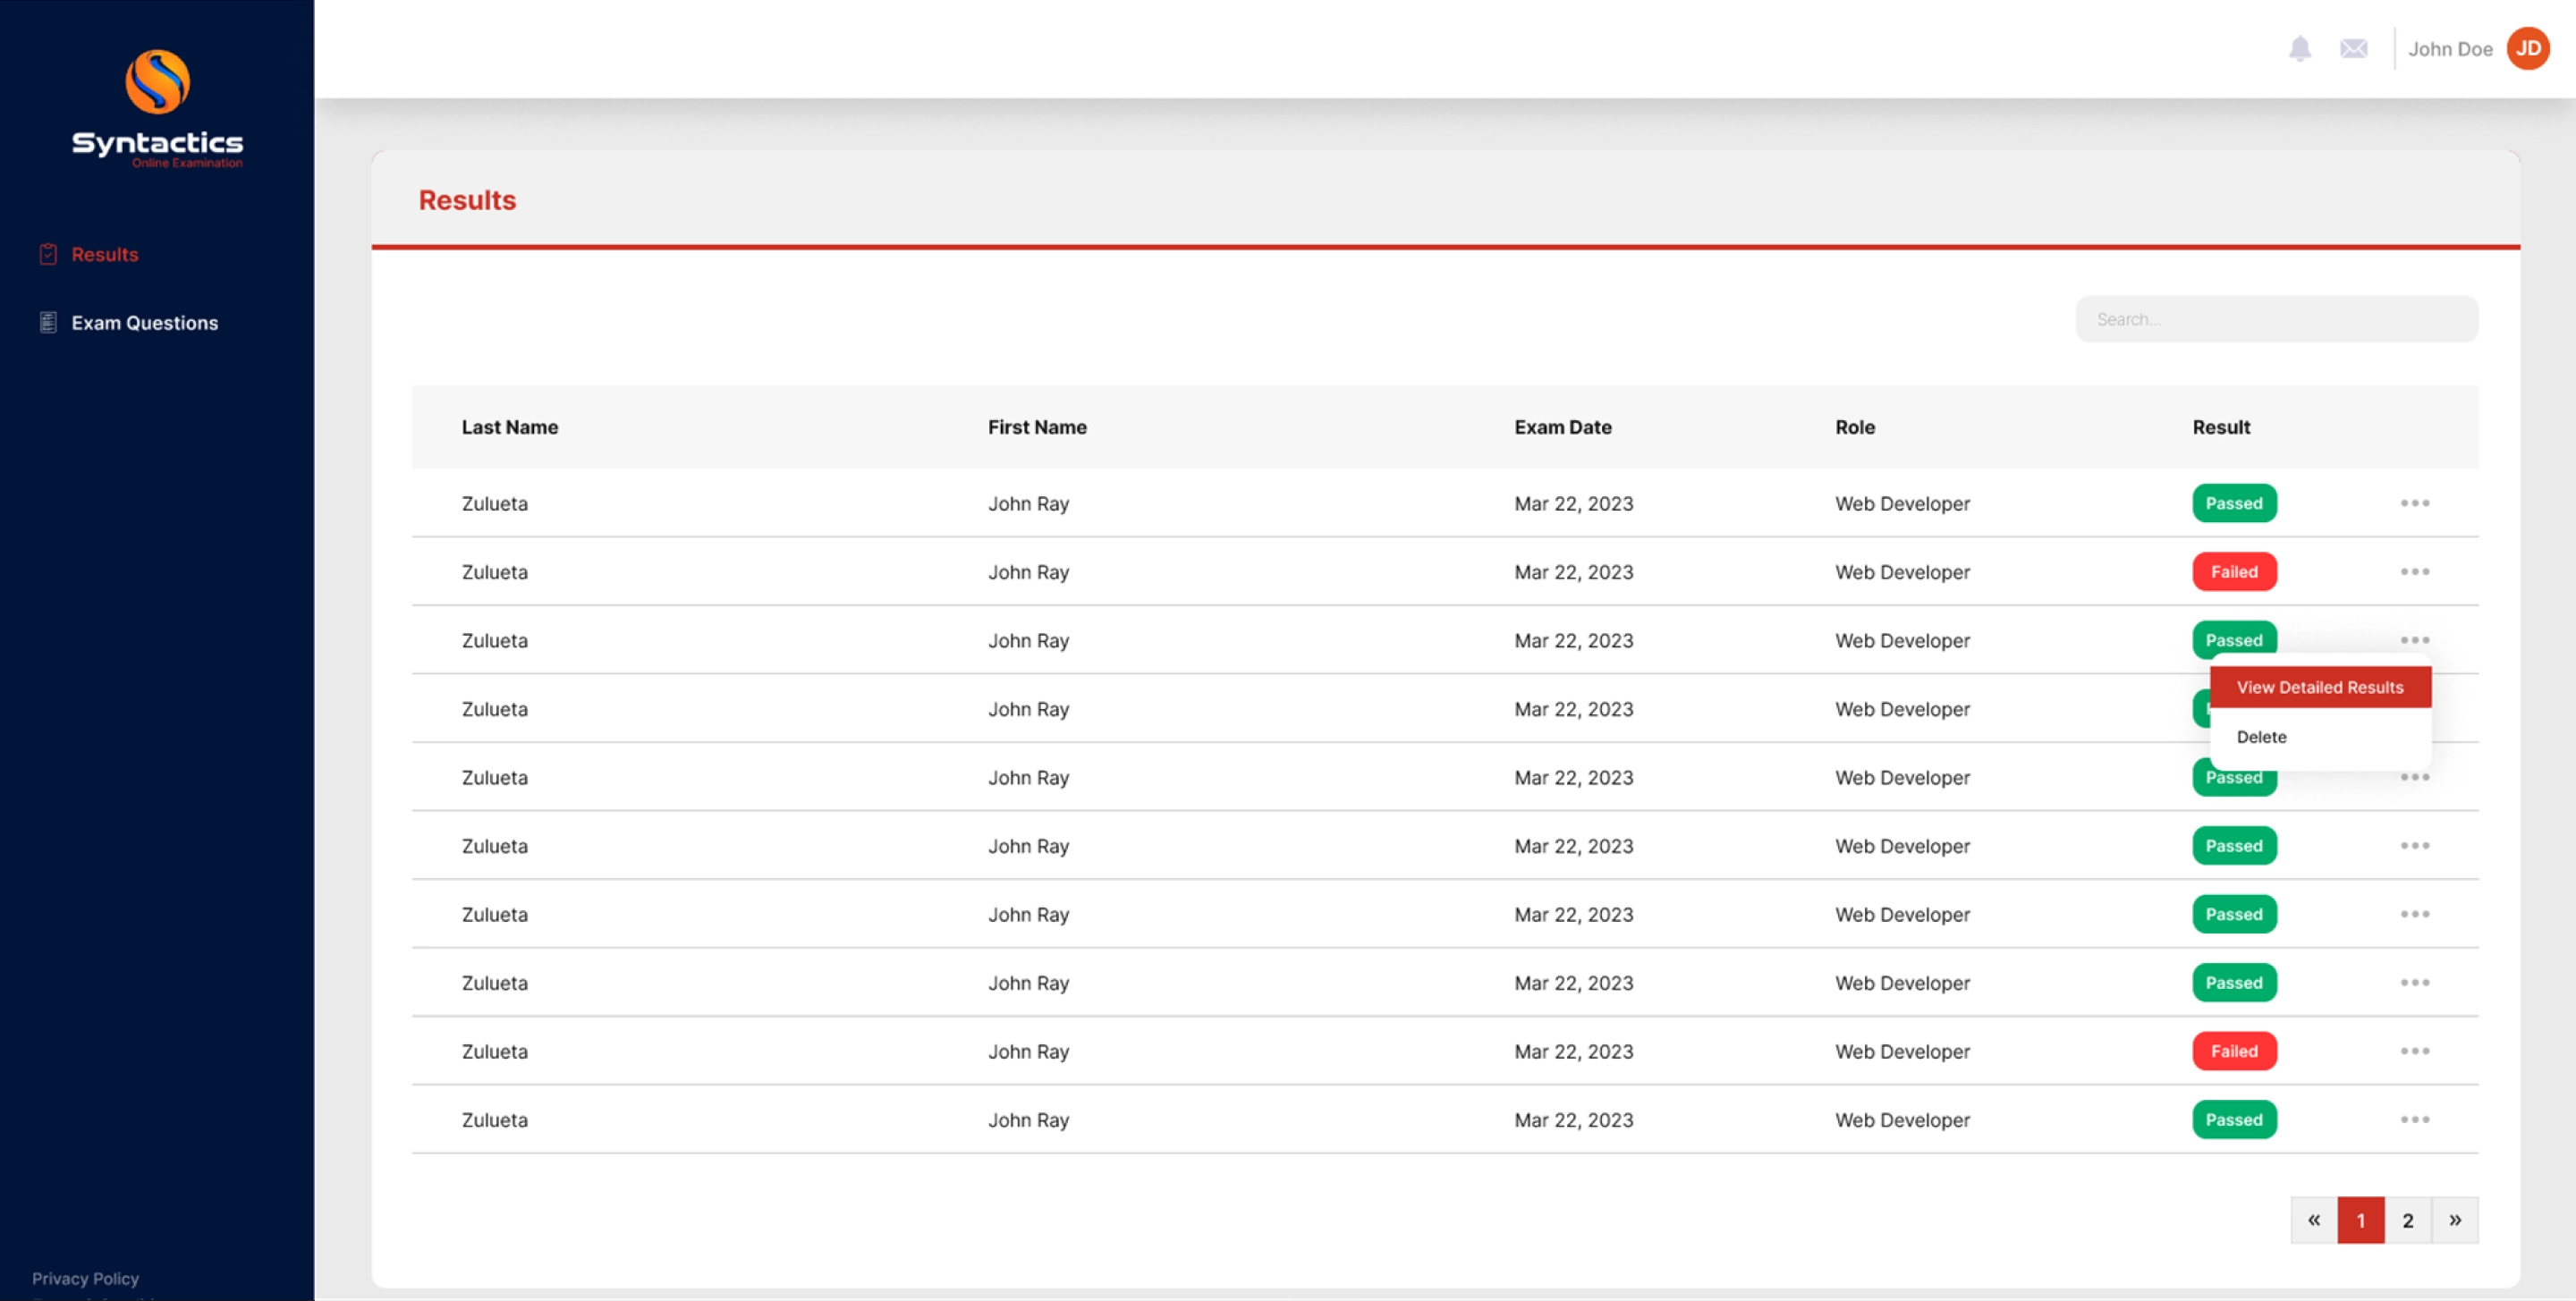 John Doe JD
Syntactics
Online Examination
Results
Exam Questions
Privacy Policy
Results
Search...
Last Name First Name Exam Date Role Result
Zulueta John Ray Mar 22, 2023 Web Developer Passed
Zulueta John Ray Mar 22, 2023 Web Developer Failed
Zulueta John Ray Mar 22, 2023 Web Developer Passed
View Detailed Results
Zulueta John Ray Mar 22, 2023 Web Developer
Delete
Zulueta John Ray Mar 22, 2023 Web Developer Passed
Zulueta John Ray Mar 22, 2023 Web Developer Passed
Zulueta John Ray Mar 22, 2023 Web Developer Passed
Zulueta John Ray Mar 22, 2023 Web Developer Passed
Zulueta John Ray Mar 22, 2023 Web Developer Failed
Zulueta John Ray Mar 22, 2023 Web Developer Passed
« 1 2 »